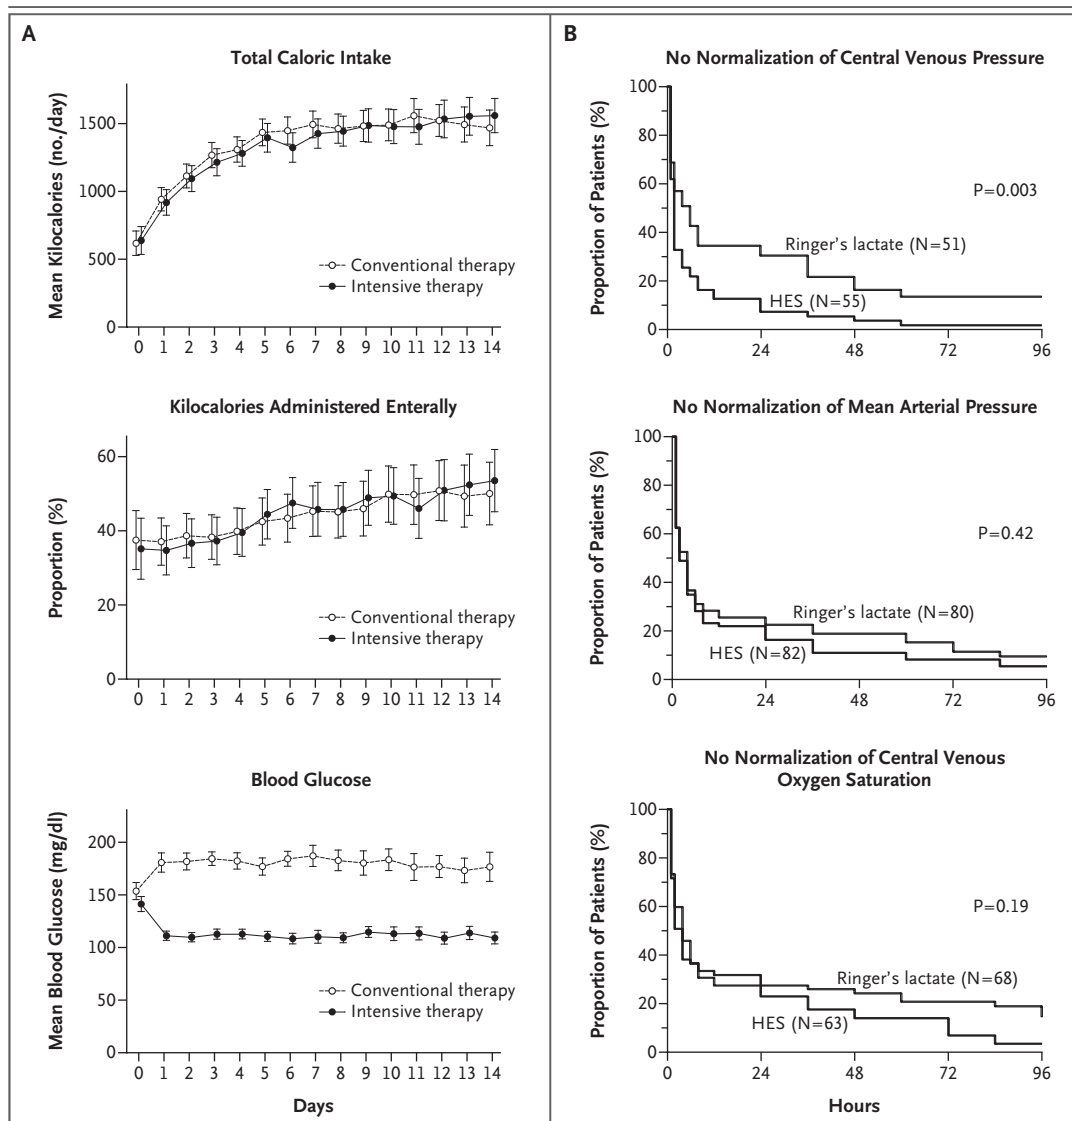 A
Total Caloric Intake
Mean Kilocalories (no./day)
1500
1000
500
0
Conventional therapy
Intensive therapy
0 1 2 3 4 5 6 7 8 9 10 11 12 13 14
Kilocalories Administered Enterally
Proportion (%)
60
40
20
0
Conventional therapy
Intensive therapy
0 1 2 3 4 5 6 7 8 9 10 11 12 13 14
Blood Glucose
Mean Blood Glucose (mg/dl)
200
150
100
50
0
Conventional therapy
Intensive therapy
0 1 2 3 4 5 6 7 8 9 10 11 12 13 14
Days
B
No Normalization of Central Venous Pressure
Proportion of Patients (%)
100
80
60
40
20
0
P=0.003
Ringer's lactate (N=51)
HES (N=55)
0 24 48 72 96
No Normalization of Mean Arterial Pressure
Proportion of Patients (%)
100
80
60
40
20
0
P=0.42
Ringer's lactate (N=80)
HES (N=82)
0 24 48 72 96
No Normalization of Central Venous
Oxygen Saturation
Proportion of Patients (%)
100
80
60
40
20
0
P=0.19
Ringer's lactate (N=68)
HES (N=63)
0 24 48 72 96
Hours